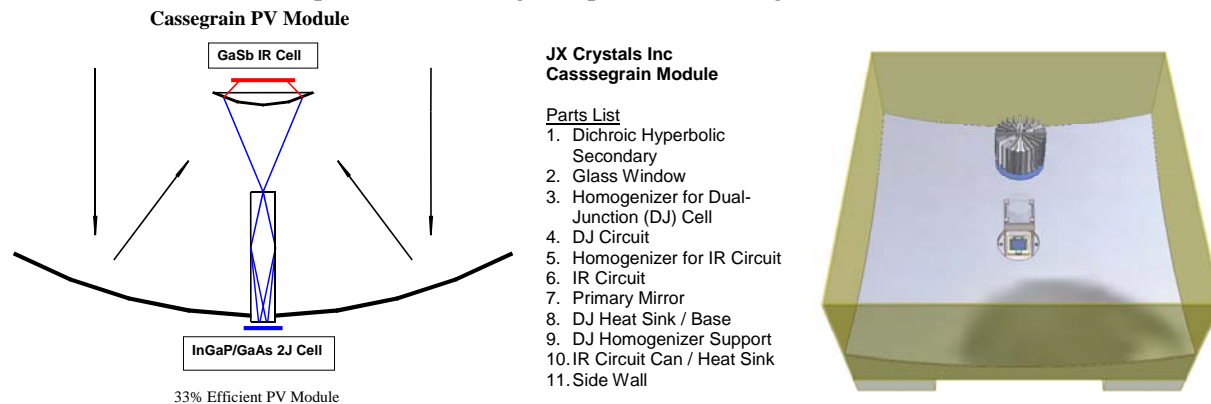 Cassegrain PV Module
GaSb IR Cell
InGaP/GaAs 2J Cell
33% Efficient PV Module
JX Crystals Inc
Casssegrain Module
Parts List
1. Dichroic Hyperbolic
Secondary
2. Glass Window
3. Homogenizer for Dual-
Junction (DJ) Cell
4. DJ Circuit
5. Homogenizer for IR Circuit
6. IR Circuit
7. Primary Mirror
8. DJ Heat Sink / Base
9. DJ Homogenizer Support
10. IR Circuit Can / Heat Sink
11. Side Wall